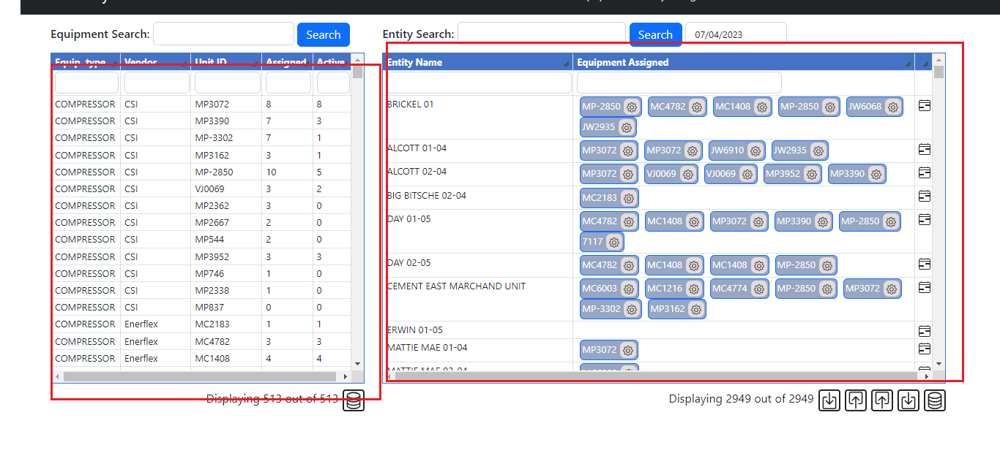 Equipment Search: Search
Entity Search: Search 07/04/2023
Equip. type Vendor Unit ID Assigned Active
COMPRESSOR CSI MP3072 8 8
COMPRESSOR CSI MP3390 7 3
COMPRESSOR CSI MP-3302 7 1
COMPRESSOR CSI MP3162 3 1
COMPRESSOR CSI MP-2850 10 5
COMPRESSOR CSI VJ0069 3 2
COMPRESSOR CSI MP2362 3 0
COMPRESSOR CSI MP2667 2 0
COMPRESSOR CSI MP544 2 0
COMPRESSOR CSI MP3952 3 3
COMPRESSOR CSI MP746 1 0
COMPRESSOR CSI MP2338 1 0
COMPRESSOR CSI MP837 0 0
COMPRESSOR Enerflex MC2183 1 1
COMPRESSOR Enerflex MC4782 3 3
COMPRESSOR Enerflex MC1408 4 4
Displaying 513 out of 513
Entity Name Equipment Assigned
BRICKEL 01 MP-2850 MC4782 MC1408 MP-2850 JW6068
JW2935
ALCOTT 01-04 MP3072 MP3072 JW6910 JW2935
ALCOTT 02-04 MP3072 VJ0069 VJ0069 MP3952 MP3390
BIG BITSCHE 02-04 MC2183
DAY 01-05 MC4782 MC1408 MP3072 MP3390 MP-2850
7117
DAY 02-05 MC4782 MC1408 MC1408 MP-2850
CEMENT EAST MARCHAND UNIT MC6003 MC1216 MC4774 MP-2850 MP3072
MP-3302 MP3162
ERWIN 01-05
MATTIE MAE 01-04 MP3072
MATTIE MAE 02-04
Displaying 2949 out of 2949